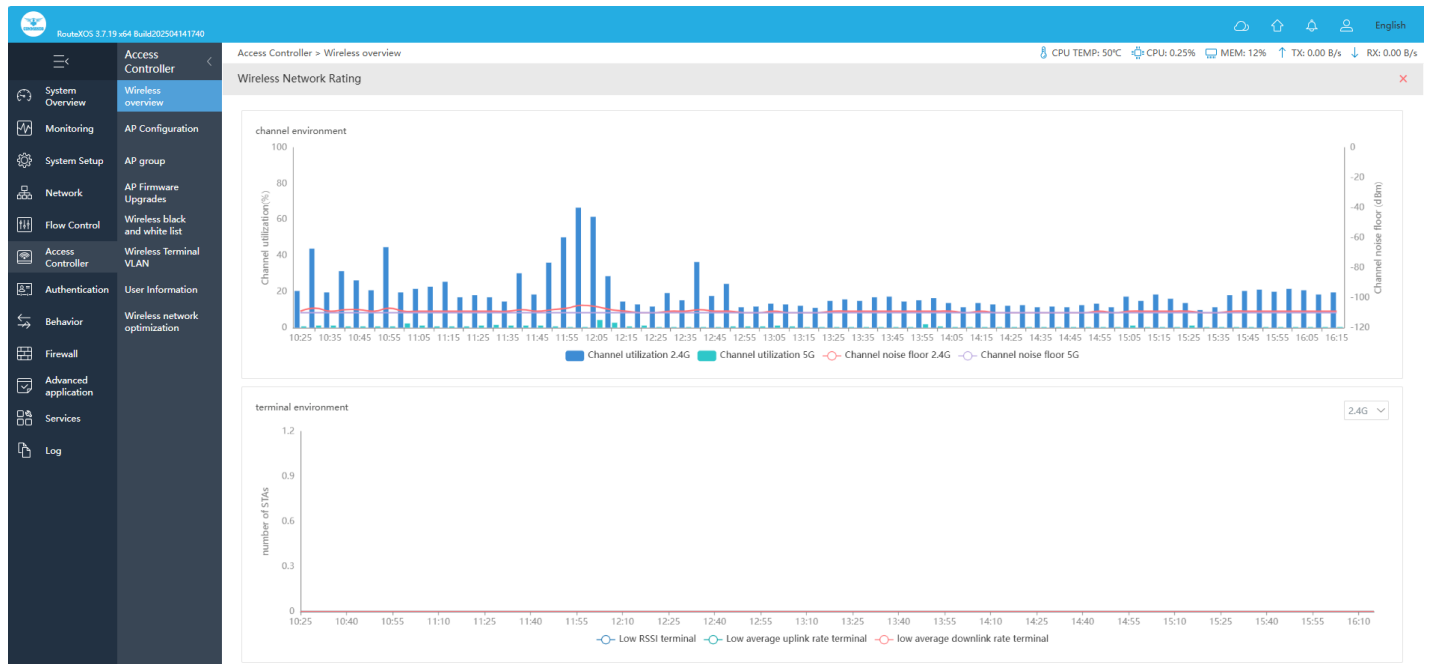 RouteXOS 3.7.19 x64 Build202504141740
English
Access Controller
Access Controller > Wireless overview
CPU TEMP: 50℃ CPU: 0.25% MEM: 12% TX: 0.00 B/s RX: 0.00 B/s
Wireless Network Rating
System Overview
Monitoring
System Setup
Network
Flow Control
Access Controller
Authentication
Behavior
Firewall
Advanced application
Services
Log
Wireless overview
AP Configuration
AP group
AP Firmware Upgrades
Wireless black and white list
Wireless Terminal VLAN
User Information
Wireless network optimization
channel environment
Channel utilization(%)
100
80
60
40
20
0
0
-20
-40
-60
-80
-100
-120
Channel noise floor (dBm)
10:25 10:35 10:45 10:55 11:05 11:15 11:25 11:35 11:45 11:55 12:05 12:15 12:25 12:35 12:45 12:55 13:05 13:15 13:25 13:35 13:45 13:55 14:05 14:15 14:25 14:35 14:45 14:55 15:05 15:15 15:25 15:35 15:45 15:55 16:05 16:15
Channel utilization 2.4G Channel utilization 5G Channel noise floor 2.4G Channel noise floor 5G
terminal environment
2.4G
number of STAs
1.2
0.9
0.6
0.3
0
10:25 10:40 10:55 11:10 11:25 11:40 11:55 12:10 12:25 12:40 12:55 13:10 13:25 13:40 13:55 14:10 14:25 14:40 14:55 15:10 15:25 15:40 15:55 16:10
Low RSSI terminal Low average uplink rate terminal low average downlink rate terminal